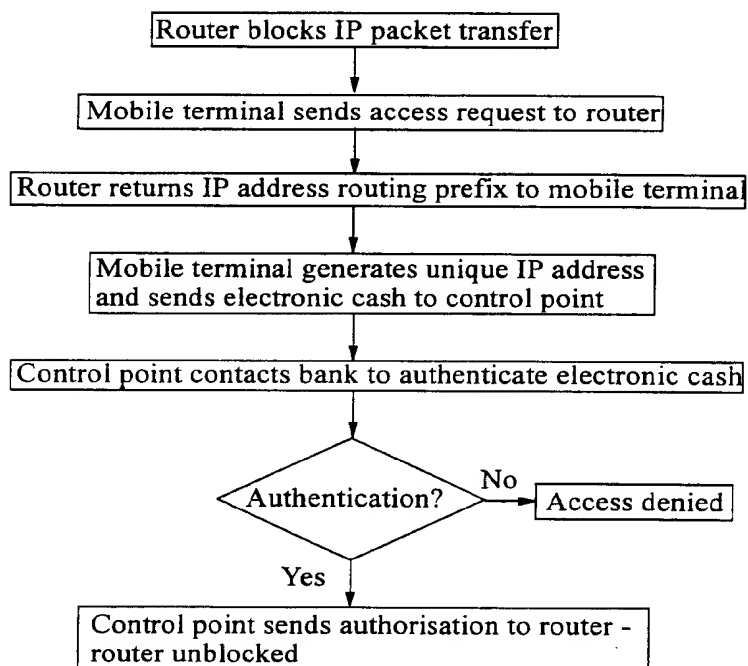 Router blocks IP packet transfer
Mobile terminal sends access request to router
Router returns IP address routing prefix to mobile terminal
Mobile terminal generates unique IP address
and sends electronic cash to control point
Control point contacts bank to authenticate electronic cash
Authentication?
No
Access denied
Yes
Control point sends authorisation to router -
router unblocked